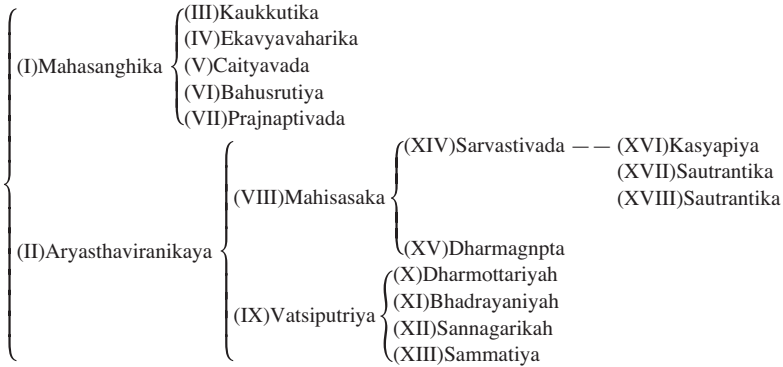 (III)Kaukkutika
(IV)Ekavyavaharika
(I)Mahasanghika (V)Caityavada
(VI)Bahusrutiya
(VII)Prajnaptivada
(XIV)Sarvastivada —— (XVI)Kasyapiya
(XVII)Sautrantika
(VIII)Mahisasaka (XVIII)Sautrantika
(II)Aryasthaviranikaya (XV)Dharmagnpta
(X)Dharmottariyah
(XI)Bhadrayaniyah
(IX)Vatsiputriya (XII)Sannagarikah
(XIII)Sammatiya